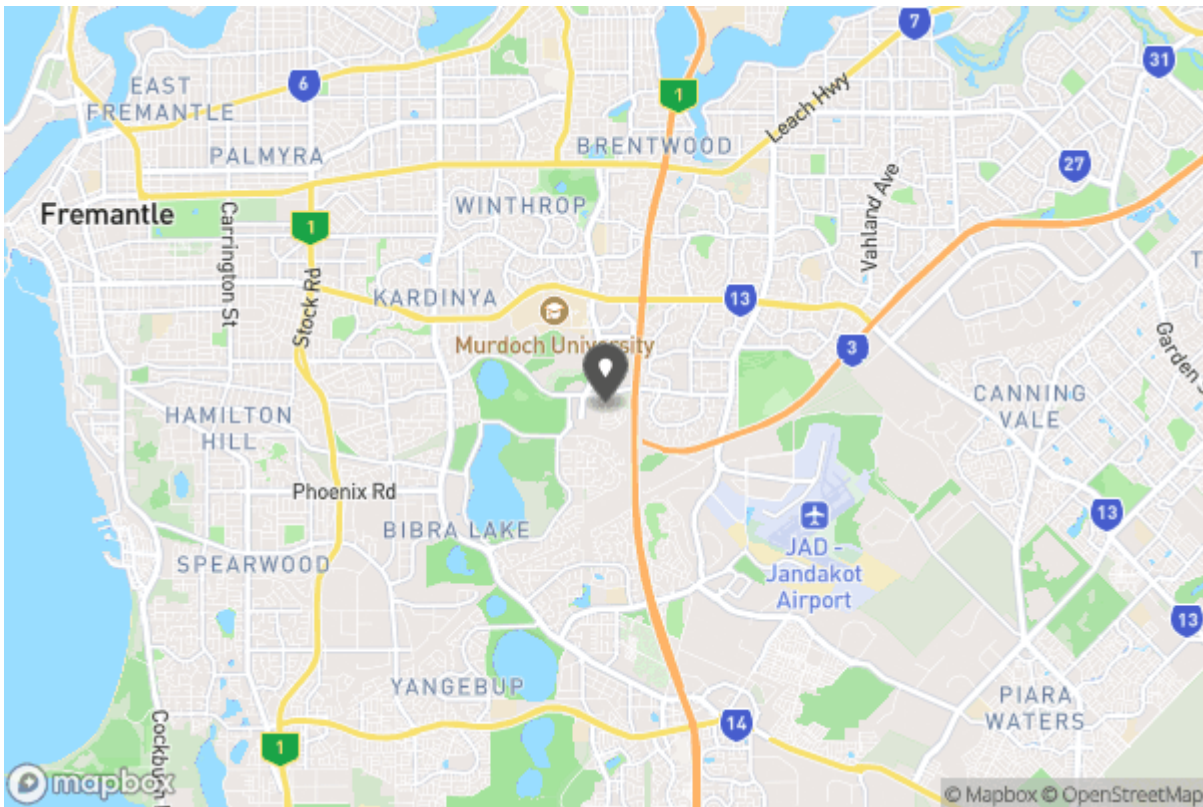 7
6
31
EAST
FREMANTLE
1
Leach Hwy
BRENTWOOD
PALMYRA
27
Vahland Ave
WINTHROP
Fremantle
Carrington St
1
Stock Rd
KARDINYA
13
Murdoch University
3
Garden S
CANNING
VALE
HAMILTON
HILL
Phoenix Rd
13
BIBRA LAKE
JAD -
Jandakot
Airport
SPEARWOOD
13
YANGEBUP
PIARA
WATERS
14
1
Cockburn
mapbox
© Mapbox © OpenStreetMap